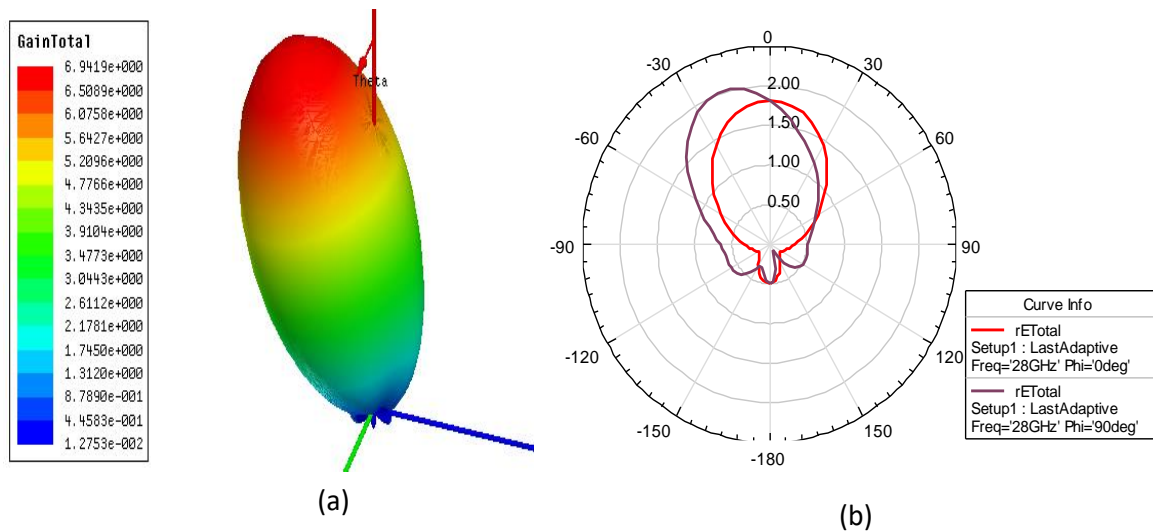 GainTotal
6.9419e+000
6.5089e+000
6.0758e+000
5.6427e+000
5.2096e+000
4.7766e+000
4.3435e+000
3.9104e+000
3.4773e+000
3.0443e+000
2.6112e+000
2.1781e+000
1.7450e+000
1.3120e+000
8.7890e-001
4.4583e-001
1.2753e-002
Theta
(a)
0
-30
30
2.00
-60
60
1.50
1.00
0.50
-90
90
-120
120
-150
150
-180
Curve Info
rETotal
Setup1 : LastAdaptive
Freq='28GHz' Phi='0deg'
rETotal
Setup1 : LastAdaptive
Freq='28GHz' Phi='90deg'
(b)